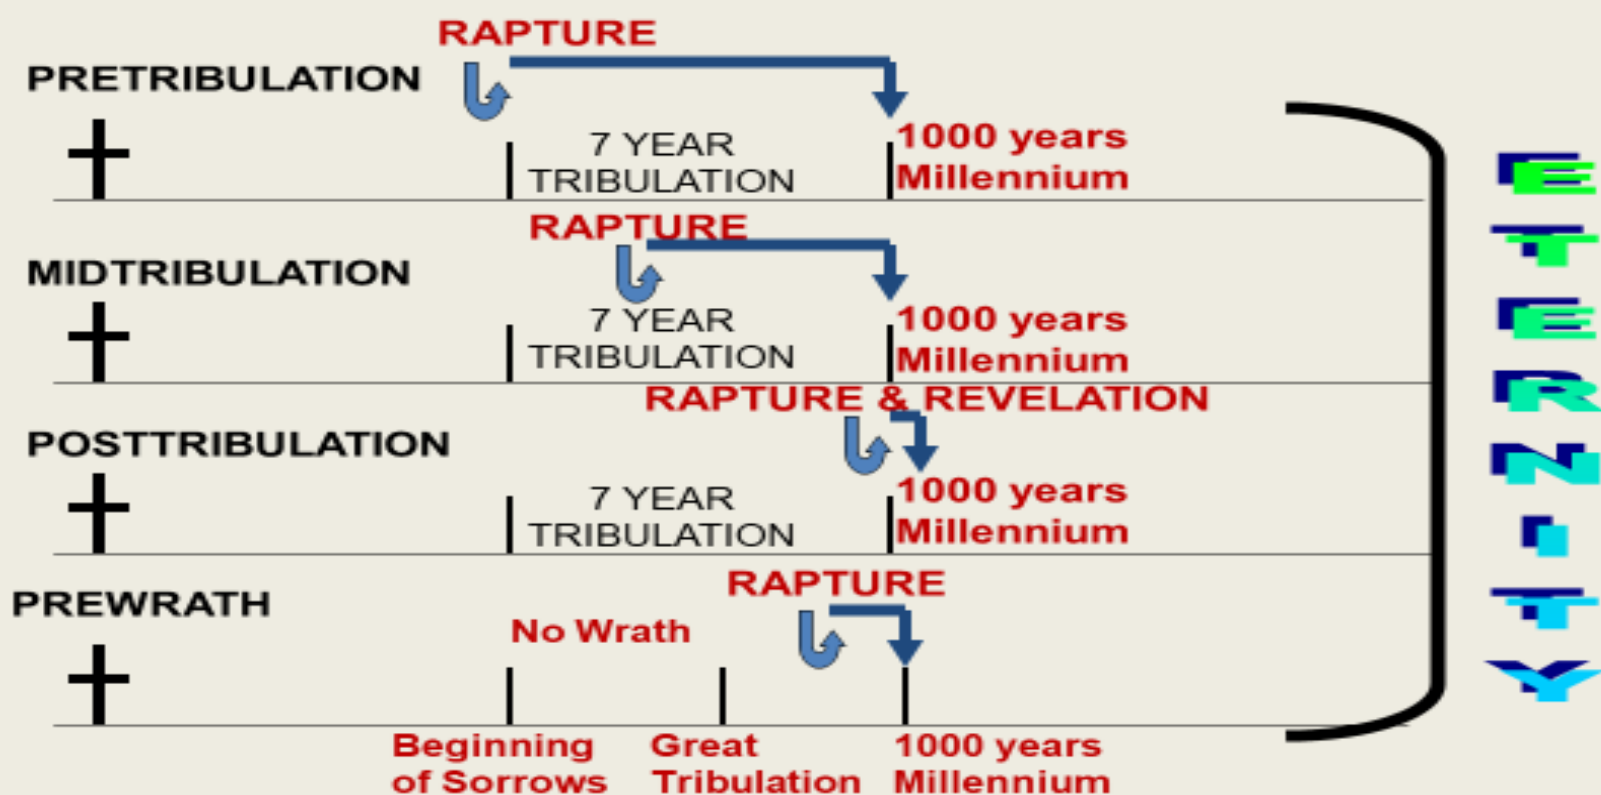 RAPTURE
PRETRIBULATION
7 YEAR
TRIBULATION
1000 years
Millennium
RAPTURE
MIDTRIBULATION
7 YEAR
TRIBULATION
1000 years
Millennium
RAPTURE & REVELATION
POSTTRIBULATION
7 YEAR
TRIBULATION
1000 years
Millennium
RAPTURE
PREWRATH
No Wrath
Beginning
of Sorrows
Great
Tribulation
1000 years
Millennium
ETERNITY